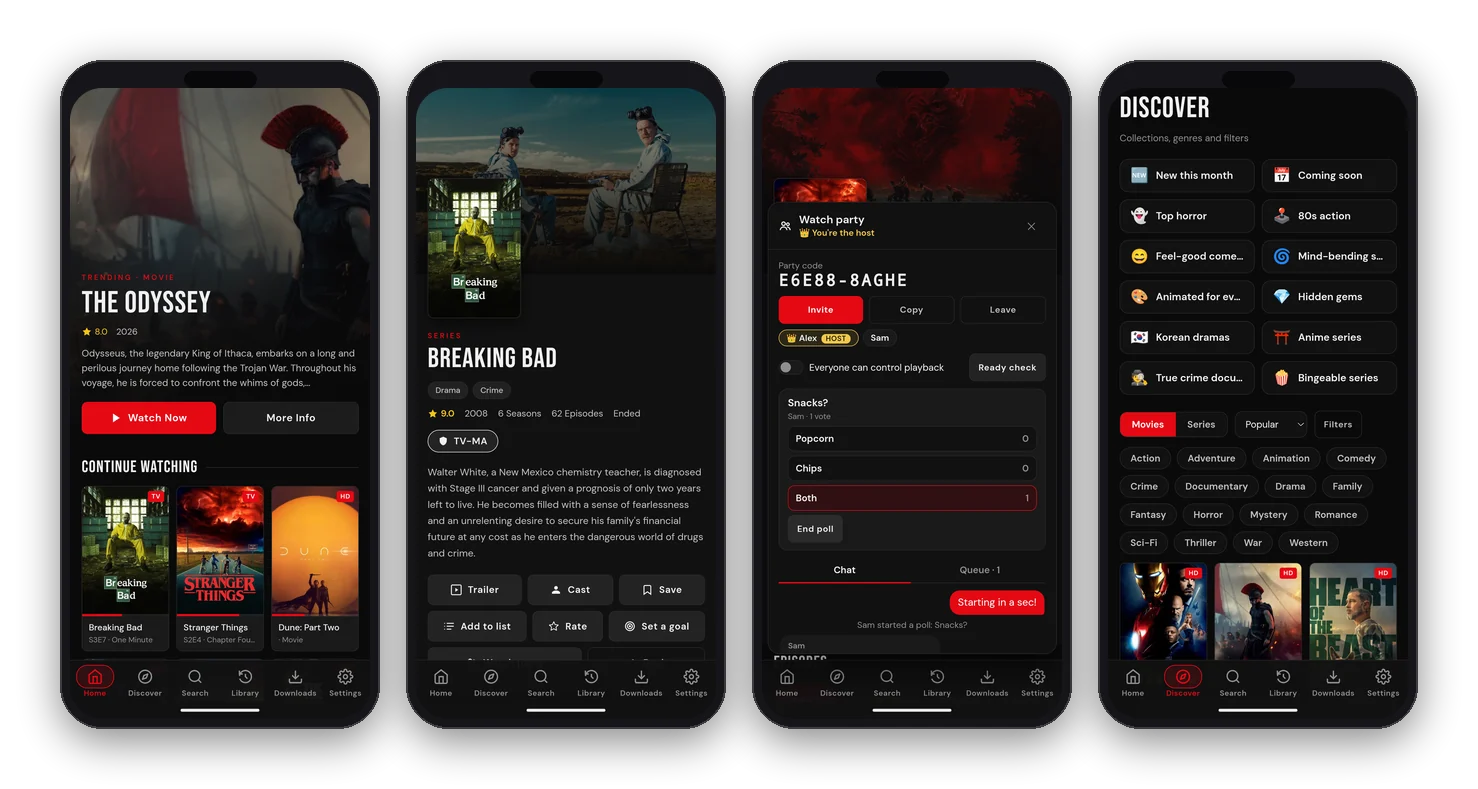 TRENDING · MOVIE
THE ODYSSEY
8.0 2026
Odysseus, the legendary King of Ithaca, embarks on a long and
perilous journey home following the Trojan War. Throughout his
voyage, he is forced to confront the whims of gods,...
Watch Now
More Info
CONTINUE WATCHING
TV
TV
HD
Breaking
Bad
STRANGER
THINGS
DUNE
Breaking Bad
S3E7 · One Minute
Stranger Things
S2E4 · Chapter Fou...
Dune: Part Two
· Movie
Home
Discover
Search
Library
Downloads
Settings
Breaking
Bad
SERIES
BREAKING BAD
Drama
Crime
9.0 2008 6 Seasons 62 Episodes Ended
TV-MA
Walter White, a New Mexico chemistry teacher, is diagnosed
with Stage III cancer and given a prognosis of only two years
left to live. He becomes filled with a sense of fearlessness
and an unrelenting desire to secure his family's financial
future at any cost as he enters the dangerous world of drugs
and crime.
Trailer
Cast
Save
Add to list
Rate
Set a goal
Home
Discover
Search
Library
Downloads
Settings
Watch party
You're the host
Party code
E6E88-8AGHE
Invite
Copy
Leave
Alex HOST
Sam
Everyone can control playback
Ready check
Snacks?
Sam · 1 vote
Popcorn 0
Chips 0
Both 1
End poll
Chat
Queue · 1
Starting in a sec!
Sam started a poll: Snacks?
Sam
EPISODES
Home
Discover
Search
Library
Downloads
Settings
DISCOVER
Collections, genres and filters
NEW
New this month
17
Coming soon
Top horror
80s action
Feel-good come...
Mind-bending s...
Animated for ev...
Hidden gems
Korean dramas
Anime series
True crime docu...
Bingeable series
Movies
Series
Popular
Filters
Action
Adventure
Animation
Comedy
Crime
Documentary
Drama
Family
Fantasy
Horror
Mystery
Romance
Sci-Fi
Thriller
War
Western
HD
HD
HD
HEART
OF
THE
BEAST
Home
Discover
Search
Library
Downloads
Settings